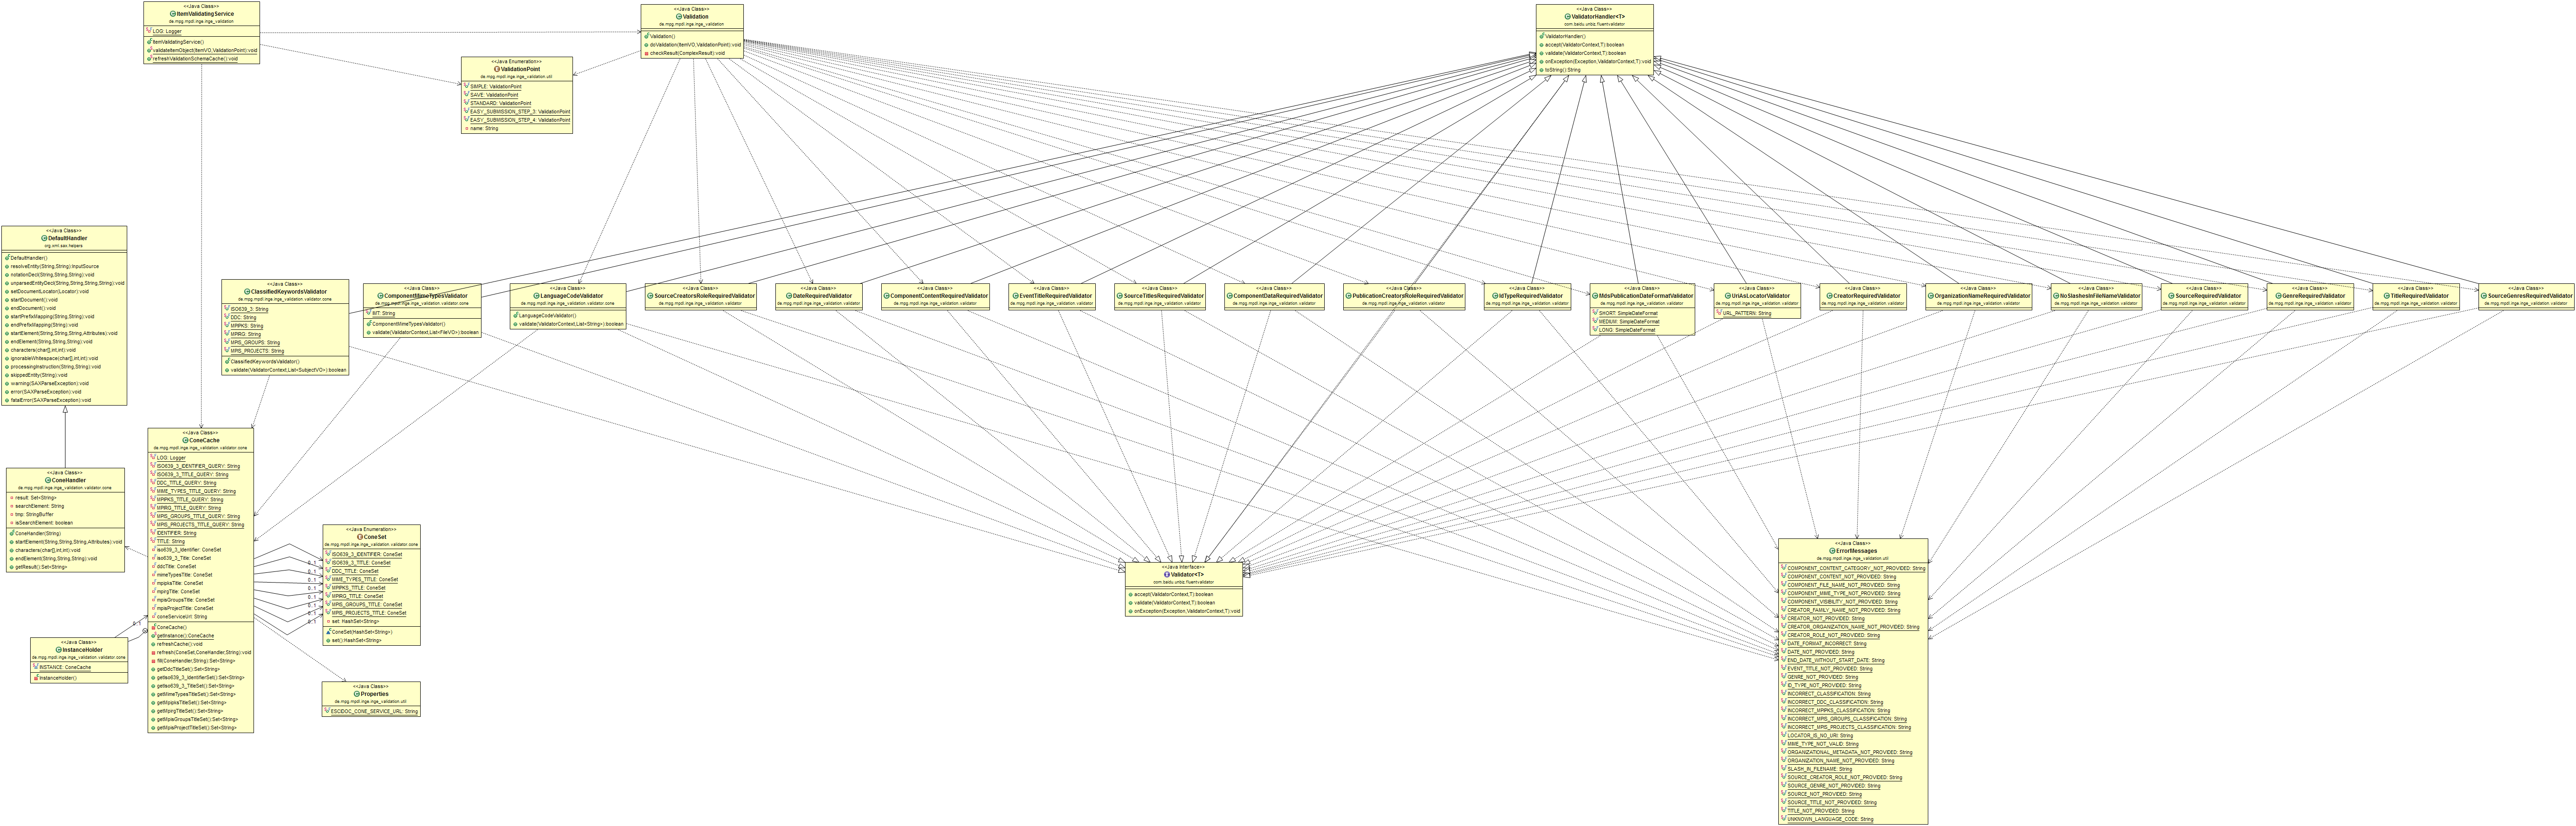 <<Java Class>>
ItemValidatingService
de.mpg.mpdl.inge.inge_validation
LOG: Logger
ItemValidatingService()
validateItemObject(ItemVO,ValidationPoint):void
refreshValidationSchemaCache():void
<<Java Class>>
Validation
de.mpg.mpdl.inge.inge_validation
Validation()
doValidation(ItemVO,ValidationPoint):void
checkResult(ComplexResult):void
<<Java Class>>
ValidatorHandler<T>
com.baidu.unbiz.fluentvalidator
ValidatorHandler()
accept(ValidatorContext,T):boolean
validate(ValidatorContext,T):boolean
onException(Exception,ValidatorContext,T):void
toString():String
<<Java Enumeration>>
ValidationPoint
de.mpg.mpdl.inge.inge_validation.util
SIMPLE: ValidationPoint
SAVE: ValidationPoint
STANDARD: ValidationPoint
EASY_SUBMISSION_STEP_3: ValidationPoint
EASY_SUBMISSION_STEP_4: ValidationPoint
name: String
<<Java Class>>
DefaultHandler
org.xml.sax.helpers
DefaultHandler()
resolveEntity(String,String):InputSource
notationDecl(String,String,String):void
unparsedEntityDecl(String,String,String,String):void
setDocumentLocator(Locator):void
startDocument():void
endDocument():void
startPrefixMapping(String,String):void
endPrefixMapping(String):void
startElement(String,String,String,Attributes):void
endElement(String,String,String):void
characters(char[],int,int):void
ignorableWhitespace(char[],int,int):void
processingInstruction(String,String):void
skippedEntity(String):void
warning(SAXParseException):void
error(SAXParseException):void
fatalError(SAXParseException):void
<<Java Class>>
ClassifiedKeywordsValidator
de.mpg.mpdl.inge.inge_validation.validator.cone
ISO639_3: String
DDC: String
MPIPKS: String
MPIRG: String
MPIS_GROUPS: String
MPIS_PROJECTS: String
ClassifiedKeywordsValidator()
validate(ValidatorContext,List<SubjectVO>):boolean
<<Java Class>>
ComponentMimeTypesValidator
de.mpg.mpdl.inge.inge_validation.validator.cone
IMT: String
ComponentMimeTypesValidator()
validate(ValidatorContext,List<FileVO>):boolean
<<Java Class>>
LanguageCodeValidator
de.mpg.mpdl.inge.inge_validation.validator.cone
LanguageCodeValidator()
validate(ValidatorContext,List<String>):boolean
<<Java Class>>
SourceCreatorsRoleRequiredValidator
de.mpg.mpdl.inge.inge_validation.validator
<<Java Class>>
DateRequiredValidator
de.mpg.mpdl.inge.inge_validation.validator
<<Java Class>>
ComponentContentRequiredValidator
de.mpg.mpdl.inge.inge_validation.validator
<<Java Class>>
EventTitleRequiredValidator
de.mpg.mpdl.inge.inge_validation.validator
<<Java Class>>
SourceTitlesRequiredValidator
de.mpg.mpdl.inge.inge_validation.validator
<<Java Class>>
ComponentDataRequiredValidator
de.mpg.mpdl.inge.inge_validation.validator
<<Java Class>>
PublicationCreatorsRoleRequiredValidator
de.mpg.mpdl.inge.inge_validation.validator
<<Java Class>>
IdTypeRequiredValidator
de.mpg.mpdl.inge.inge_validation.validator
<<Java Class>>
MdsPublicationDateFormatValidator
de.mpg.mpdl.inge.inge_validation.validator
SHORT: SimpleDateFormat
MEDIUM: SimpleDateFormat
LONG: SimpleDateFormat
<<Java Class>>
UriAsLocatorValidator
de.mpg.mpdl.inge.inge_validation.validator
URL_PATTERN: String
<<Java Class>>
CreatorRequiredValidator
de.mpg.mpdl.inge.inge_validation.validator
<<Java Class>>
OrganizationNameRequiredValidator
de.mpg.mpdl.inge.inge_validation.validator
<<Java Class>>
NoSlashesInFileNameValidator
de.mpg.mpdl.inge.inge_validation.validator
<<Java Class>>
SourceRequiredValidator
de.mpg.mpdl.inge.inge_validation.validator
<<Java Class>>
GenreRequiredValidator
de.mpg.mpdl.inge.inge_validation.validator
<<Java Class>>
TitleRequiredValidator
de.mpg.mpdl.inge.inge_validation.validator
<<Java Class>>
SourceGenresRequiredValidator
de.mpg.mpdl.inge.inge_validation.validator
<<Java Class>>
ConeHandler
de.mpg.mpdl.inge.inge_validation.validator.cone
result: Set<String>
searchElement: String
tmp: StringBuffer
isSearchElement: boolean
ConeHandler(String)
startElement(String,String,String,Attributes):void
characters(char[],int,int):void
endElement(String,String,String):void
getResult():Set<String>
<<Java Class>>
ConeCache
de.mpg.mpdl.inge.inge_validation.validator.cone
LOG: Logger
ISO639_3_IDENTIFIER_QUERY: String
ISO639_3_TITLE_QUERY: String
DDC_TITLE_QUERY: String
MIME_TYPES_TITLE_QUERY: String
MPIPKS_TITLE_QUERY: String
MPIRG_TITLE_QUERY: String
MPIS_GROUPS_TITLE_QUERY: String
MPIS_PROJECTS_TITLE_QUERY: String
IDENTIFIER: String
TITLE: String
iso639_3_Identifier: ConeSet
iso639_3_Title: ConeSet
ddcTitle: ConeSet
mimeTypesTitle: ConeSet
mpipksTitle: ConeSet
mpirgTitle: ConeSet
mpisGroupsTitle: ConeSet
mpisProjectTitle: ConeSet
coneServiceUrl: String
ConeCache()
getInstance():ConeCache
refreshCache():void
refresh(ConeSet,ConeHandler,String):void
fill(ConeHandler,String):Set<String>
getDdcTitleSet():Set<String>
getIso639_3_IdentifierSet():Set<String>
getIso639_3_TitleSet():Set<String>
getMimeTypesTitleSet():Set<String>
getMpipksTitleSet():Set<String>
getMpirgTitleSet():Set<String>
getMpisGroupsTitleSet():Set<String>
getMpisProjectTitleSet():Set<String>
<<Java Enumeration>>
ConeSet
de.mpg.mpdl.inge.inge_validation.validator.cone
ISO639_3_IDENTIFIER: ConeSet
ISO639_3_TITLE: ConeSet
DDC_TITLE: ConeSet
MIME_TYPES_TITLE: ConeSet
MPIPKS_TITLE: ConeSet
MPIRG_TITLE: ConeSet
MPIS_GROUPS_TITLE: ConeSet
MPIS_PROJECTS_TITLE: ConeSet
set: HashSet<String>
ConeSet(HashSet<String>)
set():HashSet<String>
0..1
0..1
0..1
0..1
0..1
0..1
0..1
0..1
0..1
<<Java Class>>
InstanceHolder
de.mpg.mpdl.inge.inge_validation.validator.cone
INSTANCE: ConeCache
InstanceHolder()
<<Java Class>>
Properties
de.mpg.mpdl.inge.inge_validation.util
ESCIDOC_CONE_SERVICE_URL: String
<<Java Interface>>
Validator<T>
com.baidu.unbiz.fluentvalidator
accept(ValidatorContext,T):boolean
validate(ValidatorContext,T):boolean
onException(Exception,ValidatorContext,T):void
<<Java Class>>
ErrorMessages
de.mpg.mpdl.inge.inge_validation.util
COMPONENT_CONTENT_CATEGORY_NOT_PROVIDED: String
COMPONENT_CONTENT_NOT_PROVIDED: String
COMPONENT_FILE_NAME_NOT_PROVIDED: String
COMPONENT_MIME_TYPE_NOT_PROVIDED: String
COMPONENT_VISIBILITY_NOT_PROVIDED: String
CREATOR_FAMILY_NAME_NOT_PROVIDED: String
CREATOR_NOT_PROVIDED: String
CREATOR_ORGANIZATION_NAME_NOT_PROVIDED: String
CREATOR_ROLE_NOT_PROVIDED: String
DATE_FORMAT_INCORRECT: String
DATE_NOT_PROVIDED: String
END_DATE_WITHOUT_START_DATE: String
EVENT_TITLE_NOT_PROVIDED: String
GENRE_NOT_PROVIDED: String
ID_TYPE_NOT_PROVIDED: String
INCORRECT_CLASSIFICATION: String
INCORRECT_DDC_CLASSIFICATION: String
INCORRECT_MPIPKS_CLASSIFICATION: String
INCORRECT_MPIS_GROUPS_CLASSIFICATION: String
INCORRECT_MPIS_PROJECTS_CLASSIFICATION: String
LOCATOR_IS_NO_URI: String
MIME_TYPE_NOT_VALID: String
ORGANIZATIONAL_METADATA_NOT_PROVIDED: String
ORGANIZATION_NAME_NOT_PROVIDED: String
SLASH_IN_FILENAME: String
SOURCE_CREATOR_ROLE_NOT_PROVIDED: String
SOURCE_GENRE_NOT_PROVIDED: String
SOURCE_NOT_PROVIDED: String
SOURCE_TITLE_NOT_PROVIDED: String
TITLE_NOT_PROVIDED: String
UNKNOWN_LANGUAGE_CODE: String